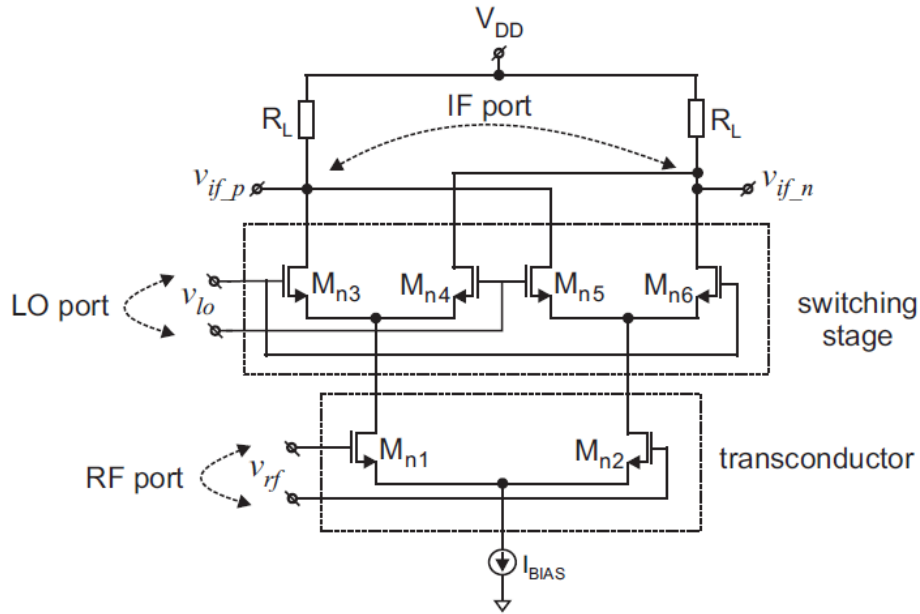 V_DD
R_L
IF port
R_L
v_if_p
v_if_n
LO port
v_lo
M_n3
M_n4
M_n5
M_n6
switching
stage
RF port
v_rf
M_n1
M_n2
transconductor
I_BIAS